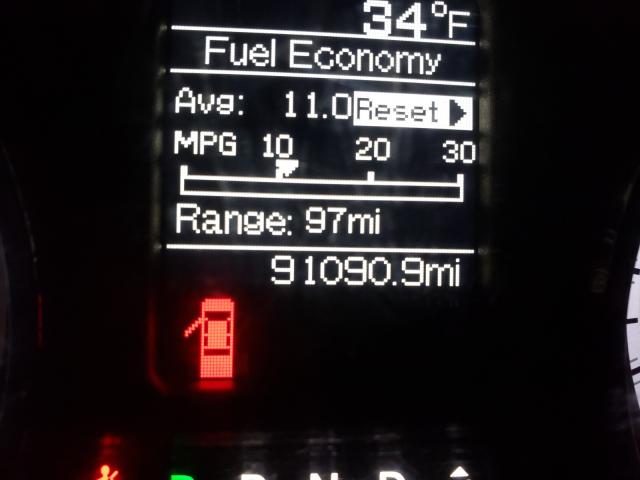 34°F
Fuel Economy
Avg: 11.0 Reset
MPG 10 20 30
Range: 97mi
91090.9mi
P R N D